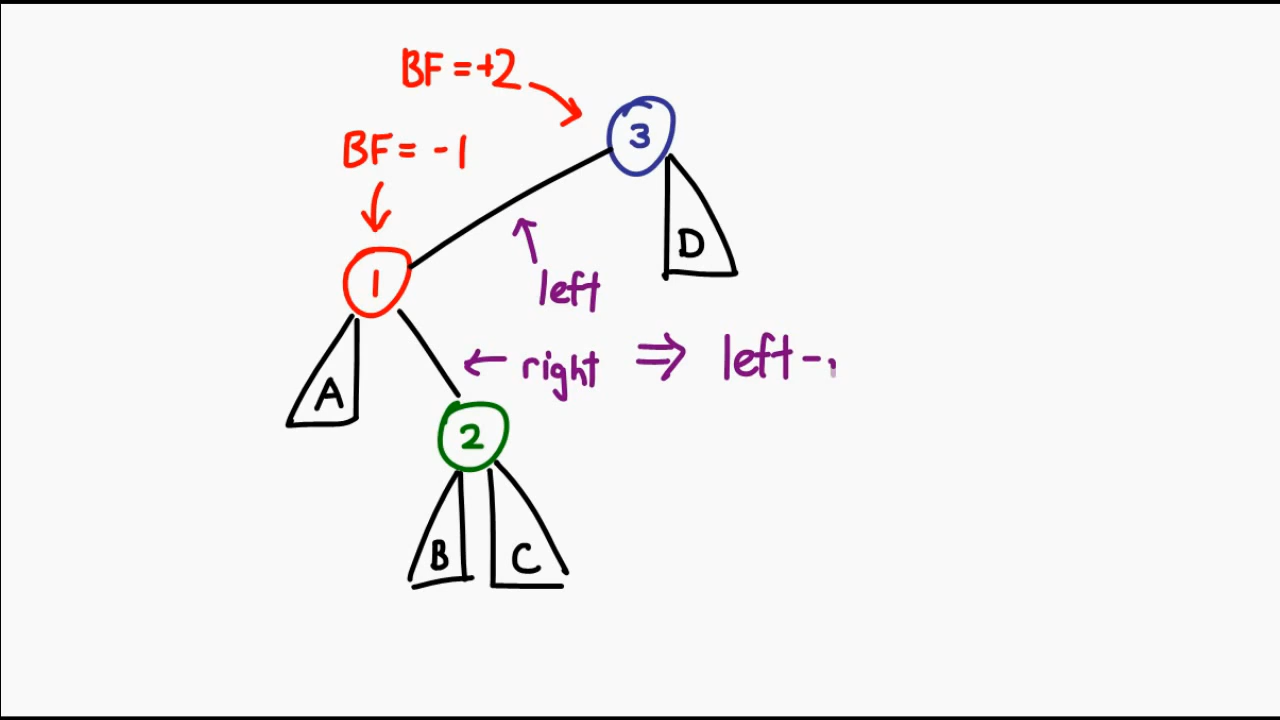 BF = +2
3
BF = -1
D
1
left
right ⇒ left -
A
2
B
C